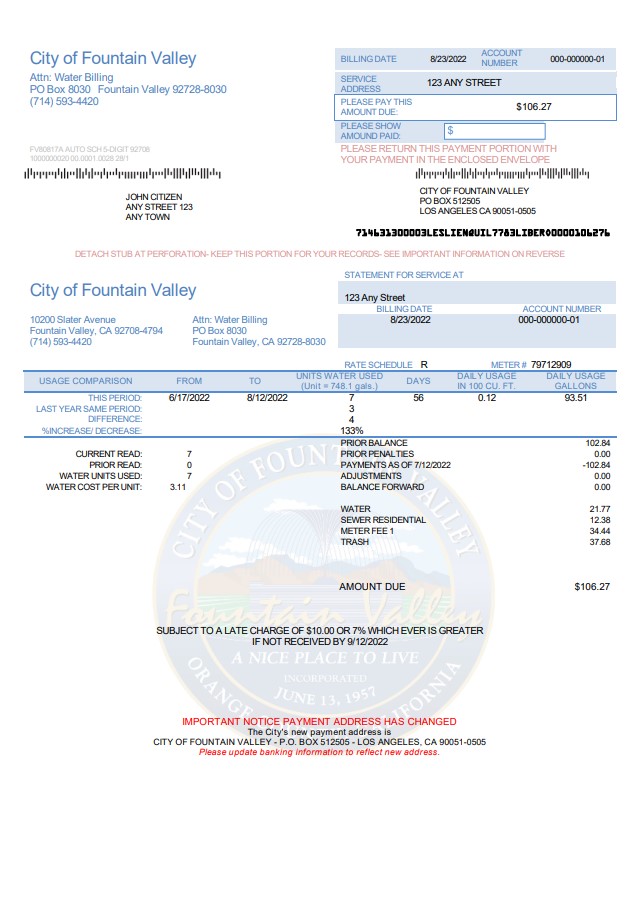 City of Fountain Valley
Attn: Water Billing
PO Box 8030 Fountain Valley 92728-8030
(714) 593-4420
BILLING DATE 8/23/2022 ACCOUNT NUMBER 000-000000-01
SERVICE ADDRESS 123 ANY STREET
PLEASE PAY THIS AMOUNT DUE: $106.27
PLEASE SHOW AMOUND PAID: $
PLEASE RETURN THIS PAYMENT PORTION WITH
YOUR PAYMENT IN THE ENCLOSED ENVELOPE
FV80817A AUTO SCH 5-DIGIT 92708
1000000020 00.0001.0028 28/1
JOHN CITIZEN
ANY STREET 123
ANY TOWN
CITY OF FOUNTAIN VALLEY
PO BOX 512505
LOS ANGELES CA 90051-0505
714631300003LESLIENQUIL7783LIBER00000106276
DETACH STUB AT PERFORATION- KEEP THIS PORTION FOR YOUR RECORDS- SEE IMPORTANT INFORMATION ON REVERSE
City of Fountain Valley
10200 Slater Avenue
Fountain Valley, CA 92708-4794
(714) 593-4420
Attn: Water Billing
PO Box 8030
Fountain Valley, CA 92728-8030
STATEMENT FOR SERVICE AT
123 Any Street
BILLING DATE ACCOUNT NUMBER
8/23/2022 000-000000-01
RATE SCHEDULE R METER # 79712909
USAGE COMPARISON FROM TO UNITS WATER USED (Unit = 748.1 gals.) DAYS DAILY USAGE IN 100 CU. FT. DAILY USAGE GALLONS
THIS PERIOD: 6/17/2022 8/12/2022 7 56 0.12 93.51
LAST YEAR SAME PERIOD: 3
DIFFERENCE: 4
%INCREASE/ DECREASE: 133%
CURRENT READ: 7
PRIOR READ: 0
WATER UNITS USED: 7
WATER COST PER UNIT: 3.11
PRIOR BALANCE 102.84
PRIOR PENALTIES 0.00
PAYMENTS AS OF 7/12/2022 -102.84
ADJUSTMENTS 0.00
BALANCE FORWARD 0.00
WATER 21.77
SEWER RESIDENTIAL 12.38
METER FEE 1 34.44
TRASH 37.68
AMOUNT DUE $106.27
CITY OF FOUNTAIN VALLEY
Fountain Valley
SUBJECT TO A LATE CHARGE OF $10.00 OR 7% WHICH EVER IS GREATER
IF NOT RECEIVED BY 9/12/2022
A NICE PLACE TO LIVE
INCORPORATED
JUNE 13, 1957
ORANGE CALIFORNIA
IMPORTANT NOTICE PAYMENT ADDRESS HAS CHANGED
The City's new payment address is
CITY OF FOUNTAIN VALLEY - P.O. BOX 512505 - LOS ANGELES, CA 90051-0505
Please update banking information to reflect new address.